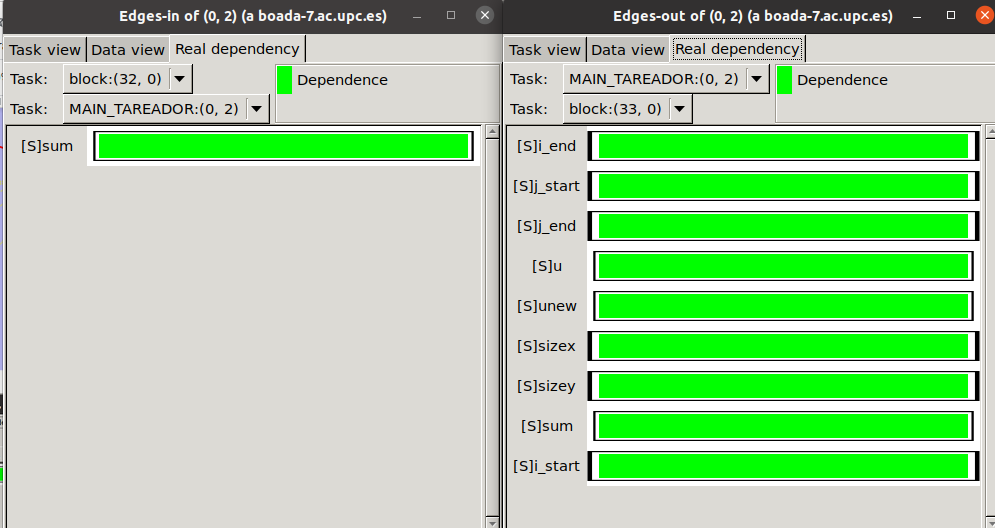 Edges-in of (0, 2) (a boada-7.ac.upc.es)
Task view Data view Real dependency
Task: block:(32, 0) Dependence
Task: MAIN_TAREADOR:(0, 2)
[S]sum
Edges-out of (0, 2) (a boada-7.ac.upc.es)
Task view Data view Real dependency
Task: MAIN_TAREADOR:(0, 2) Dependence
Task: block:(33, 0)
[S]i_end
[S]j_start
[S]j_end
[S]u
[S]unew
[S]sizex
[S]sizey
[S]sum
[S]i_start